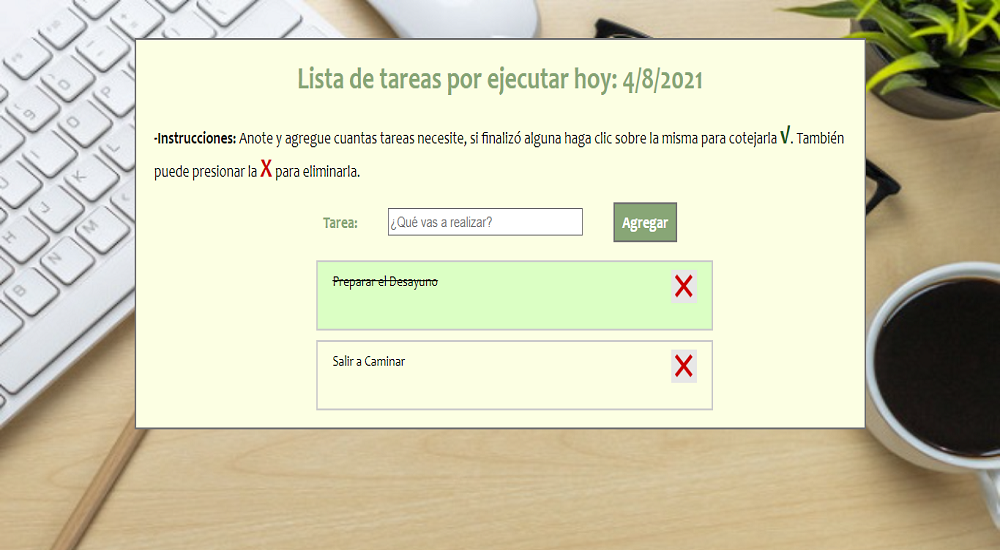 Lista de tareas por ejecutar hoy: 4/8/2021
-Instrucciones: Anote y agregue cuantas tareas necesite, si finalizó alguna haga clic sobre la misma para cotejarla √. También
puede presionar la X para eliminarla.
Tarea: ¿Qué vas a realizar? Agregar
Preparar el Desayuno X
Salir a Caminar X